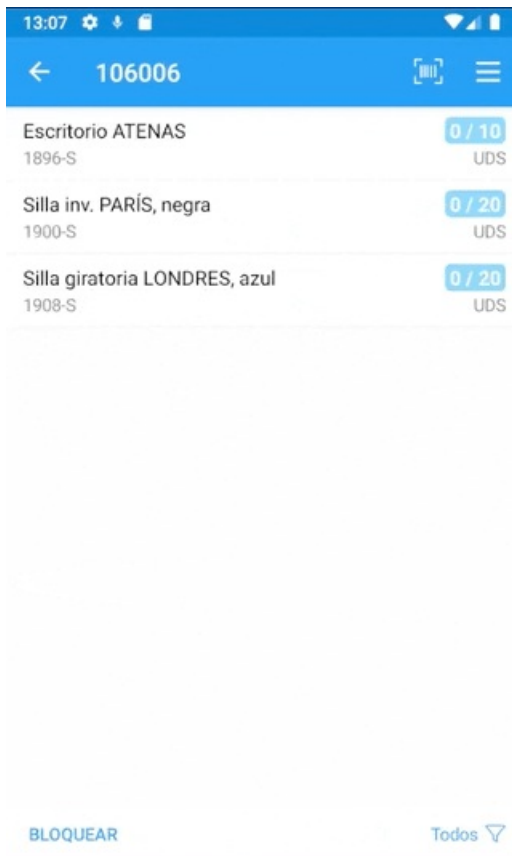 13:07
106006
Escritorio ATENAS 0 / 10
1896-S UDS
Silla inv. PARÍS, negra 0 / 20
1900-S UDS
Silla giratoria LONDRES, azul 0 / 20
1908-S UDS
BLOQUEAR Todos